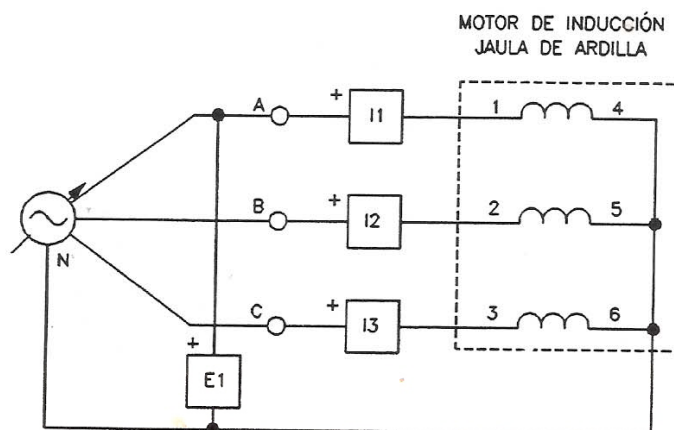 MOTOR DE INDUCCIÓN
JAULA DE ARDILLA
A
+
I1
1
4
B
+
I2
2
5
N
C
+
I3
3
6
+
E1